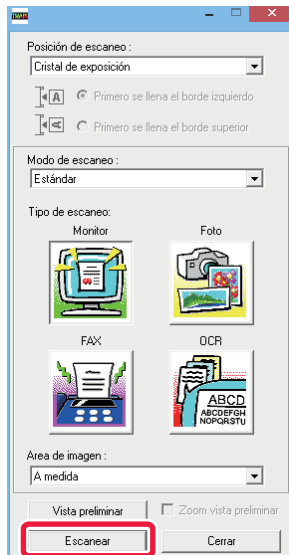 TWAIN
Posición de escaneo :
Cristal de exposición
A
Primero se llena el borde izquierdo
A
Primero se llena el borde superior
Modo de escaneo :
Estándar
Tipo de escaneo:
Monitor
Foto
FAX
OCR
ABCD
ABCDEFGH
NOPQRSTU
Area de imagen :
A medida
Vista preliminar
Zoom vista preliminar
Escanear
Cerrar